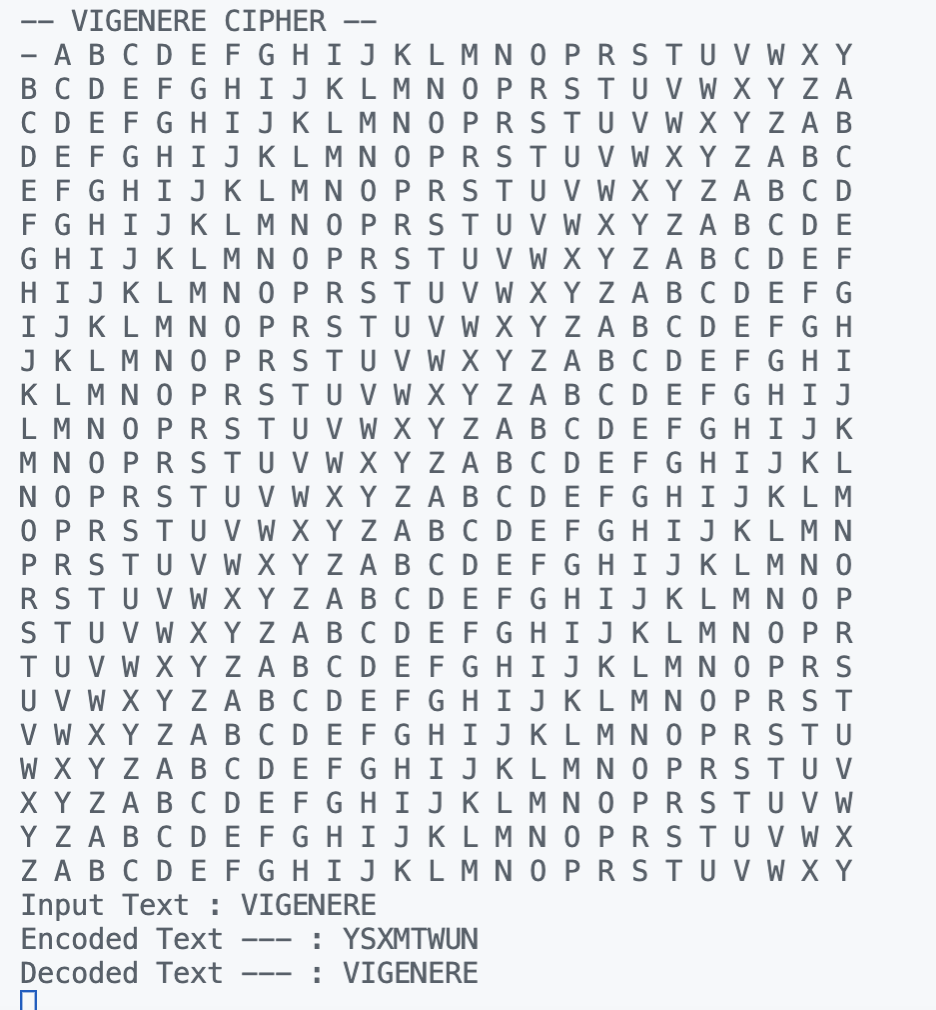 -- VIGENERE CIPHER --
- A B C D E F G H I J K L M N O P R S T U V W X Y
B C D E F G H I J K L M N O P R S T U V W X Y Z A
C D E F G H I J K L M N O P R S T U V W X Y Z A B
D E F G H I J K L M N O P R S T U V W X Y Z A B C
E F G H I J K L M N O P R S T U V W X Y Z A B C D
F G H I J K L M N O P R S T U V W X Y Z A B C D E
G H I J K L M N O P R S T U V W X Y Z A B C D E F
H I J K L M N O P R S T U V W X Y Z A B C D E F G
I J K L M N O P R S T U V W X Y Z A B C D E F G H
J K L M N O P R S T U V W X Y Z A B C D E F G H I
K L M N O P R S T U V W X Y Z A B C D E F G H I J
L M N O P R S T U V W X Y Z A B C D E F G H I J K
M N O P R S T U V W X Y Z A B C D E F G H I J K L
N O P R S T U V W X Y Z A B C D E F G H I J K L M
O P R S T U V W X Y Z A B C D E F G H I J K L M N
P R S T U V W X Y Z A B C D E F G H I J K L M N O
R S T U V W X Y Z A B C D E F G H I J K L M N O P
S T U V W X Y Z A B C D E F G H I J K L M N O P R
T U V W X Y Z A B C D E F G H I J K L M N O P R S
U V W X Y Z A B C D E F G H I J K L M N O P R S T
V W X Y Z A B C D E F G H I J K L M N O P R S T U
W X Y Z A B C D E F G H I J K L M N O P R S T U V
X Y Z A B C D E F G H I J K L M N O P R S T U V W
Y Z A B C D E F G H I J K L M N O P R S T U V W X
Z A B C D E F G H I J K L M N O P R S T U V W X Y
Input Text : VIGENERE
Encoded Text --- : YSXMTWUN
Decoded Text --- : VIGENERE